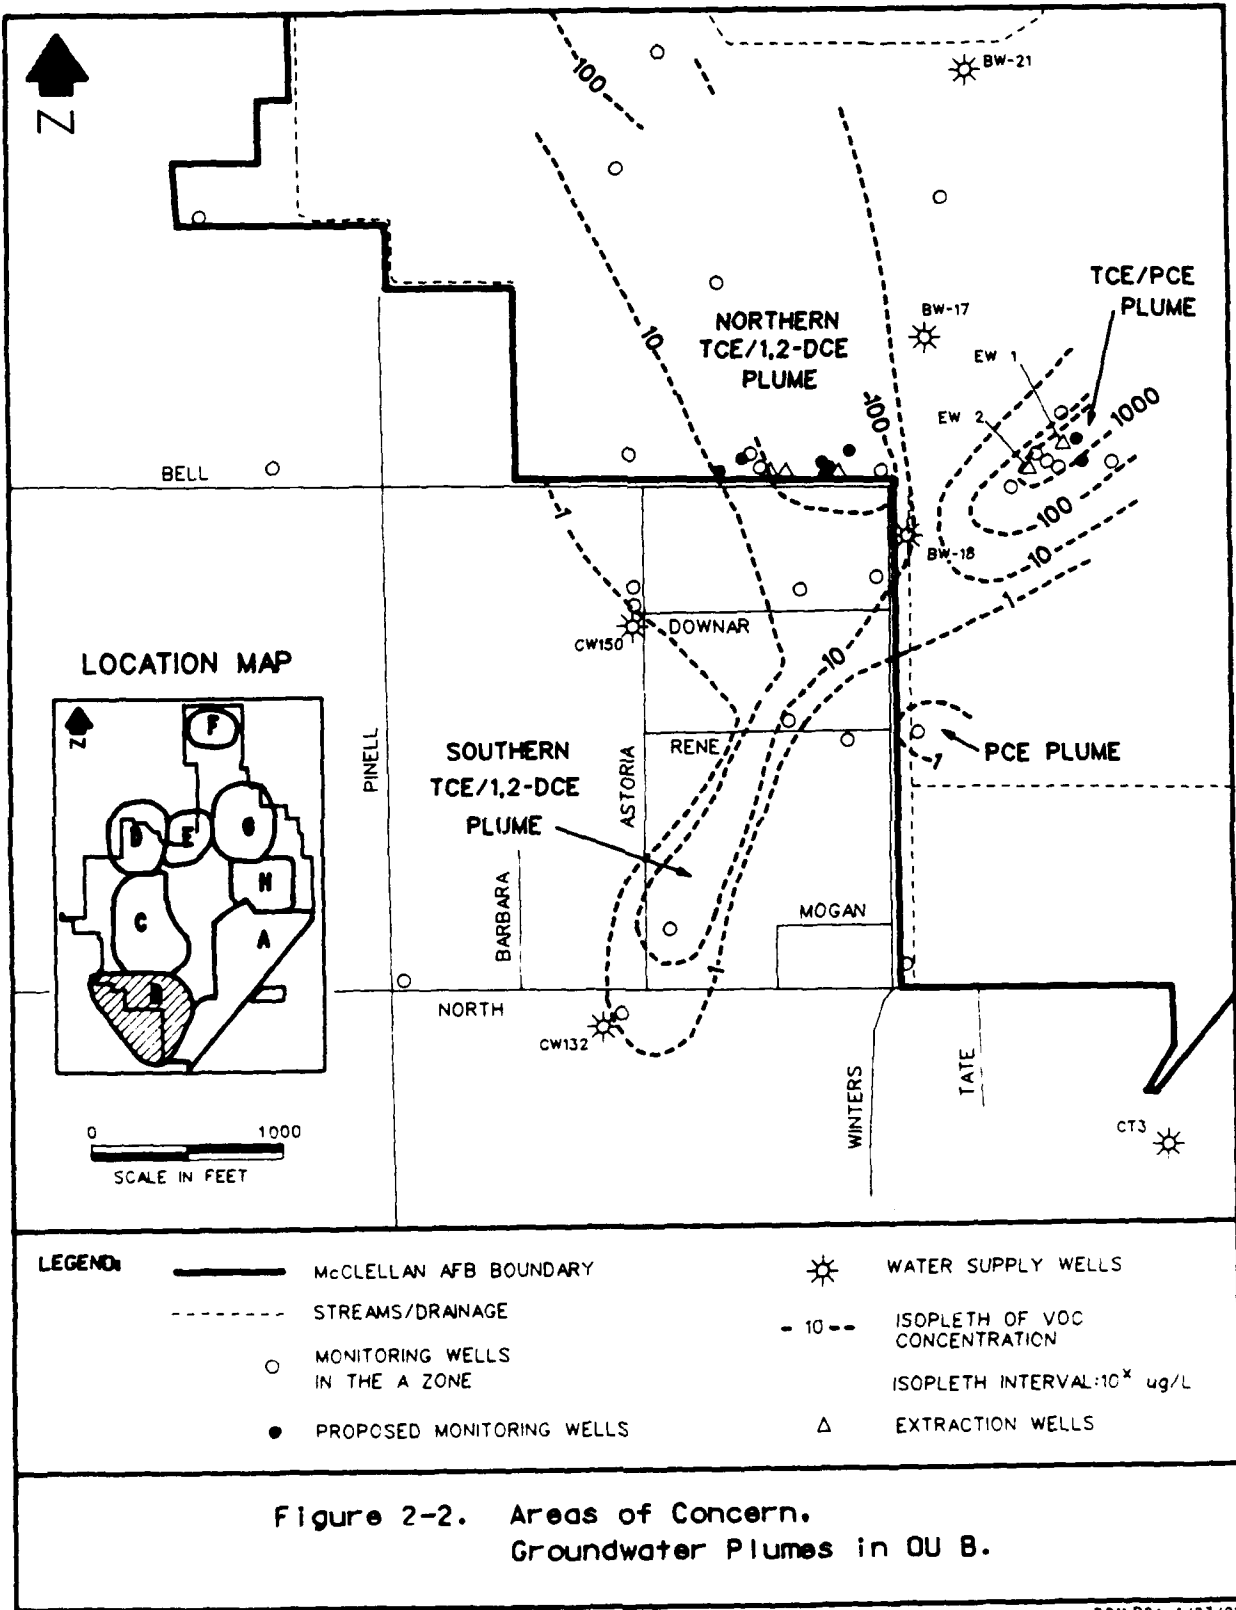 N
100
BW-21
TCE/PCE
PLUME
BW-17
NORTHERN
TCE/1,2-DCE
PLUME
10
EW 1
EW 2
1000
100
100
10
BELL
1
BW-18
1
DOWNAR
CW150
10
LOCATION MAP
N
F
D
E
G
H
C
A
B
PINELL
ASTORIA
RENE
PCE PLUME
1
SOUTHERN
TCE/1,2-DCE
PLUME
BARBARA
MOGAN
1
NORTH
CW132
WINTERS
TATE
CT3
0 1000
SCALE IN FEET
LEGEND:
McCLELLAN AFB BOUNDARY
STREAMS/DRAINAGE
MONITORING WELLS
IN THE A ZONE
PROPOSED MONITORING WELLS
WATER SUPPLY WELLS
- 10 -- ISOPLETH OF VOC
CONCENTRATION
ISOPLETH INTERVAL:10ˣ ug/L
EXTRACTION WELLS
Figure 2-2. Areas of Concern.
Groundwater Plumes in OU B.